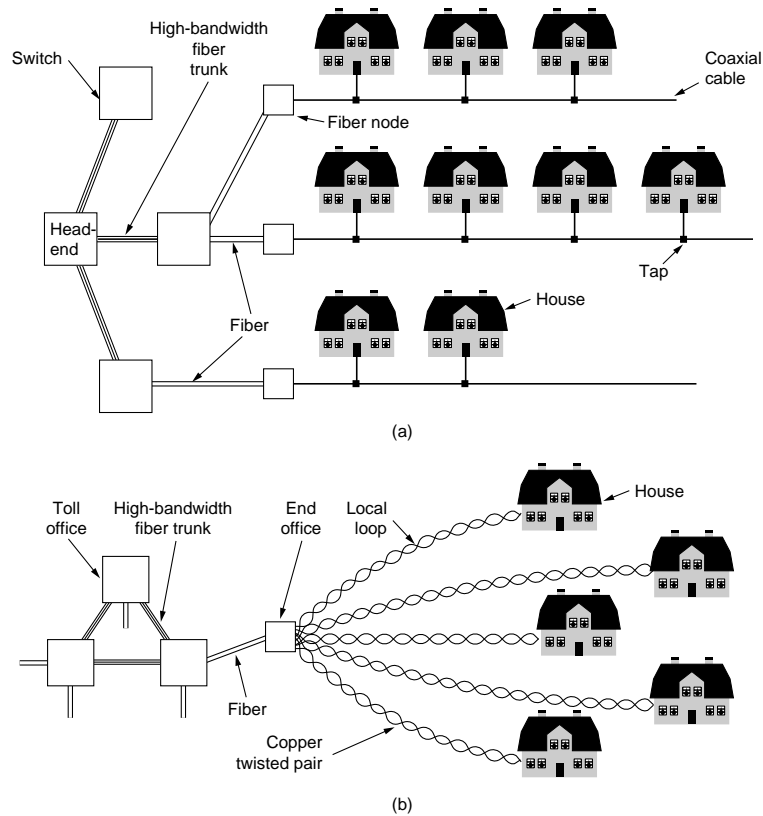 High-bandwidth
fiber
trunk
Switch
Coaxial
cable
Fiber node
Head-
end
Tap
Fiber
House
(a)
Toll
office
High-bandwidth
fiber trunk
End
office
Local
loop
House
Fiber
Copper
twisted pair
(b)